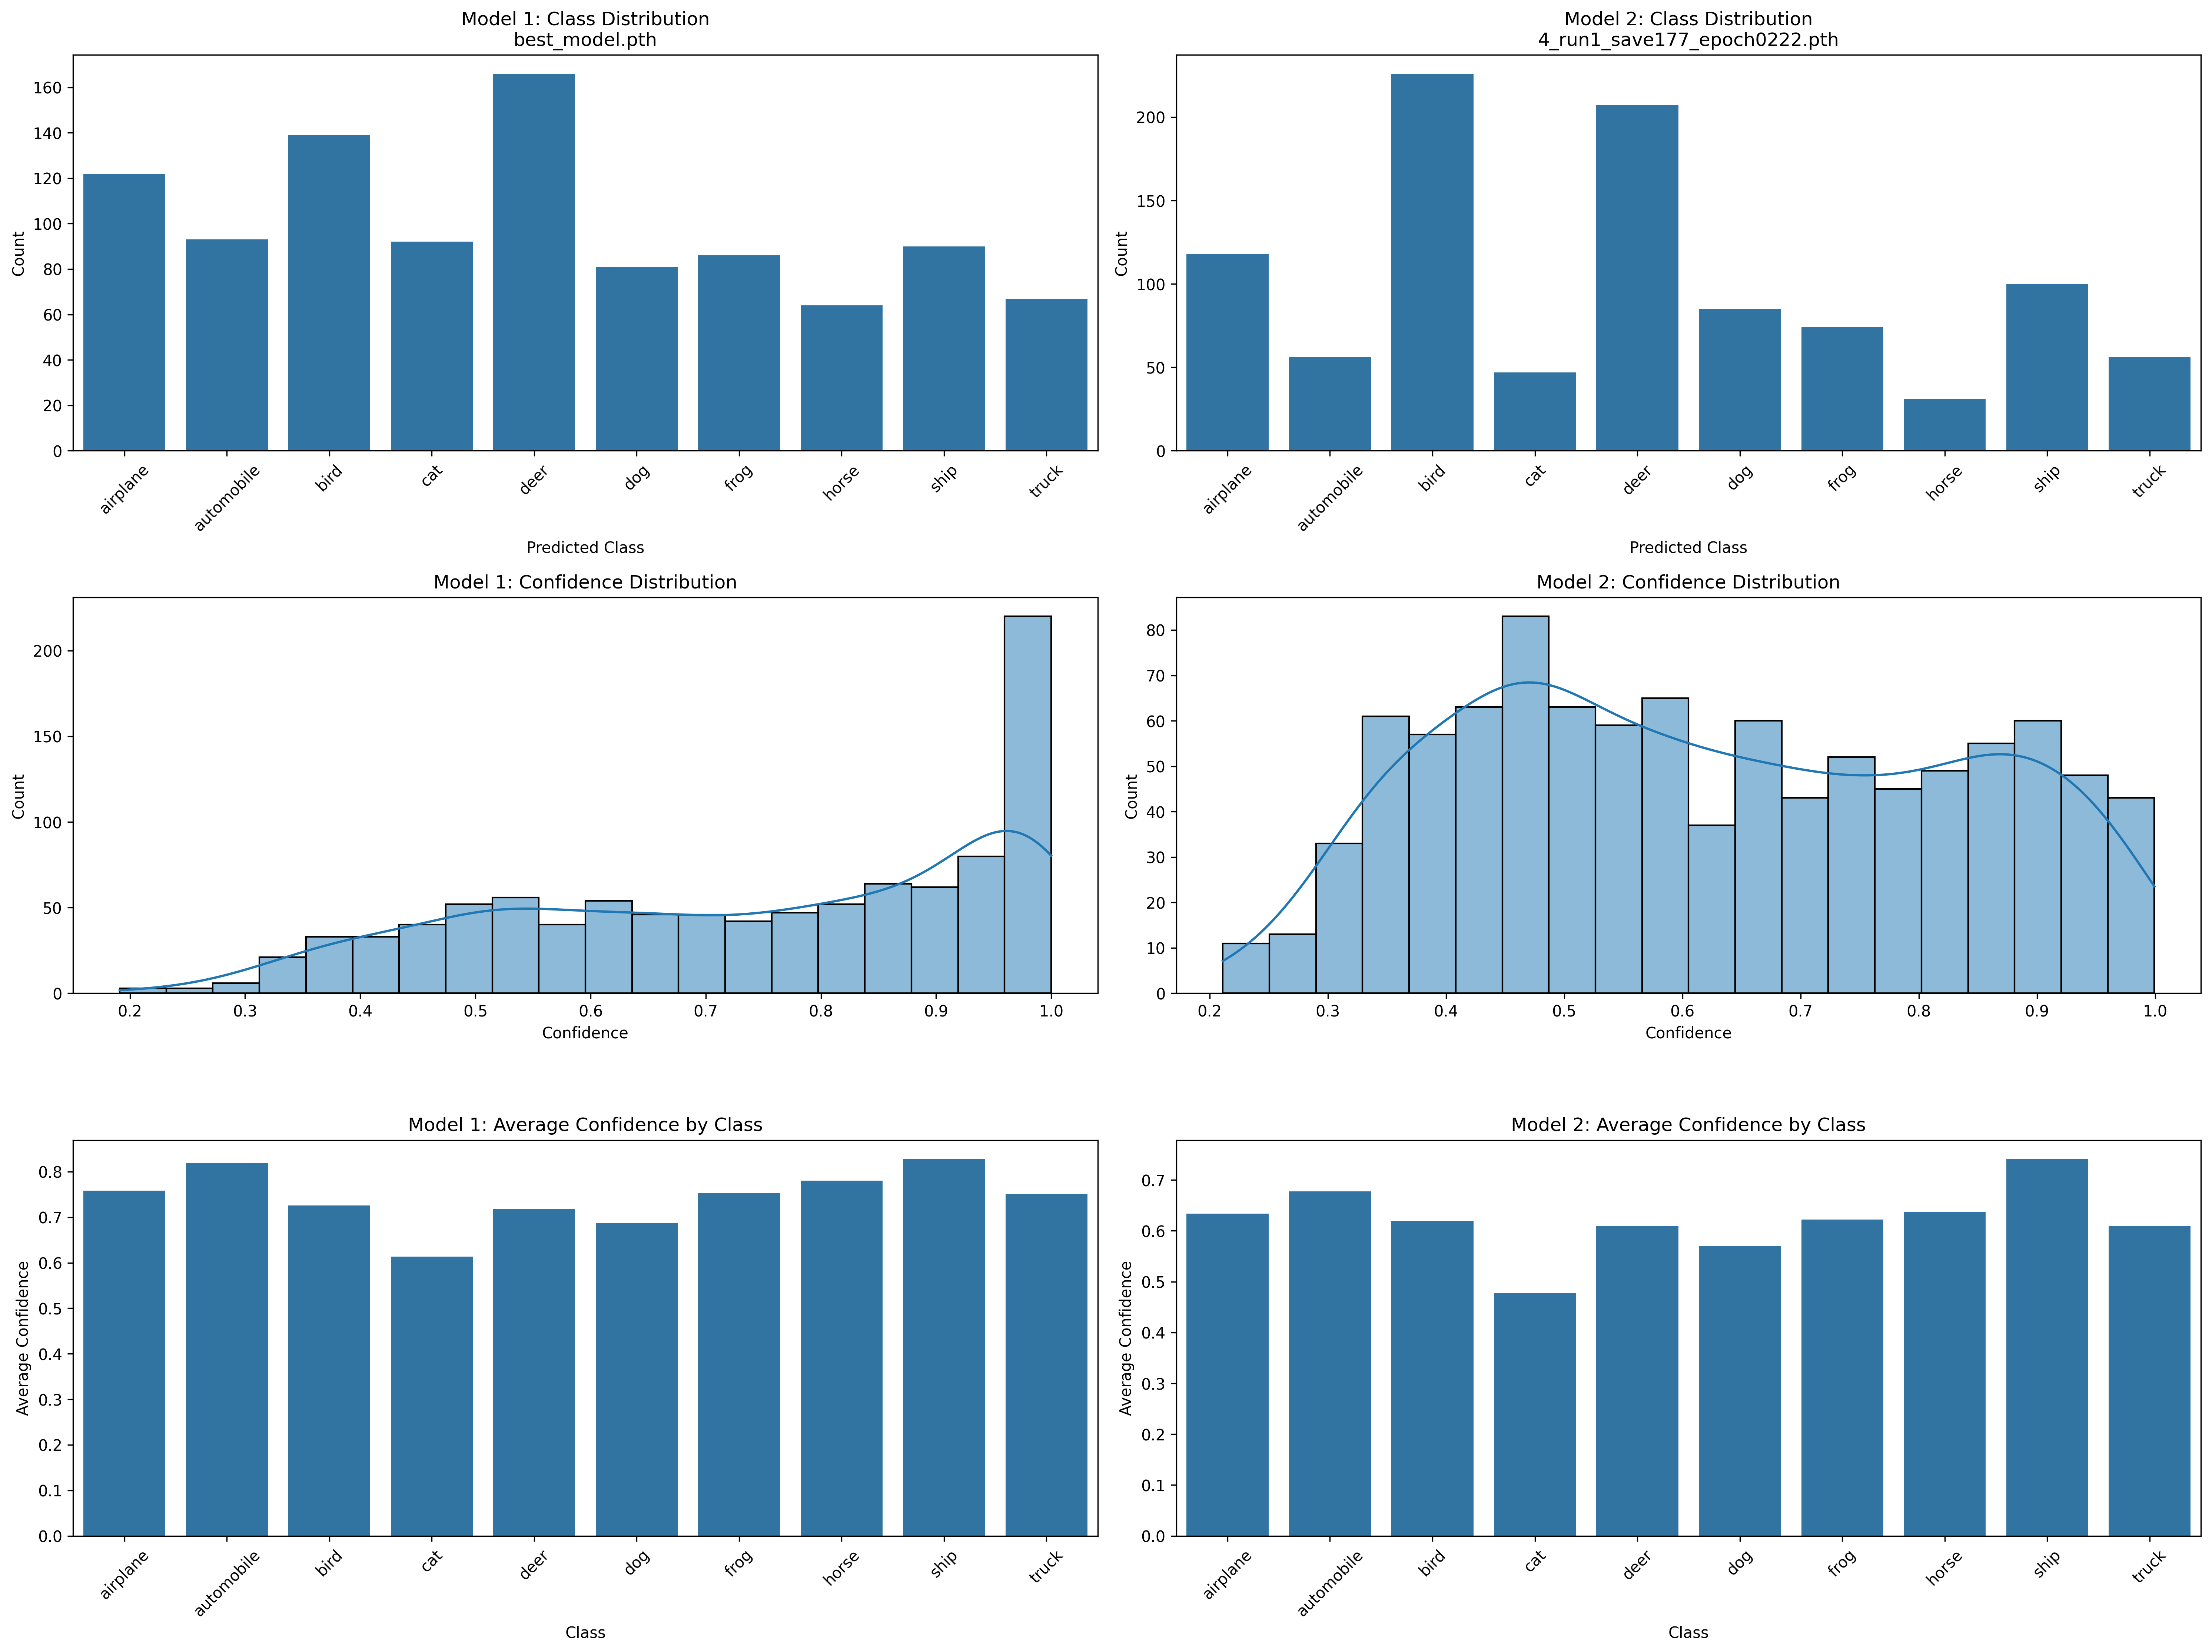 Model 1: Class Distribution
best_model.pth
Count
160
140
120
100
80
60
40
20
0
airplane
automobile
bird
cat
deer
dog
frog
horse
ship
truck
Predicted Class
Model 2: Class Distribution
4_run1_save177_epoch0222.pth
Count
200
150
100
50
0
airplane
automobile
bird
cat
deer
dog
frog
horse
ship
truck
Predicted Class
Model 1: Confidence Distribution
Count
200
150
100
50
0
0.2 0.3 0.4 0.5 0.6 0.7 0.8 0.9 1.0
Confidence
Model 2: Confidence Distribution
Count
80
70
60
50
40
30
20
10
0
0.2 0.3 0.4 0.5 0.6 0.7 0.8 0.9 1.0
Confidence
Model 1: Average Confidence by Class
Average Confidence
0.8
0.7
0.6
0.5
0.4
0.3
0.2
0.1
0.0
airplane
automobile
bird
cat
deer
dog
frog
horse
ship
truck
Class
Model 2: Average Confidence by Class
Average Confidence
0.7
0.6
0.5
0.4
0.3
0.2
0.1
0.0
airplane
automobile
bird
cat
deer
dog
frog
horse
ship
truck
Class